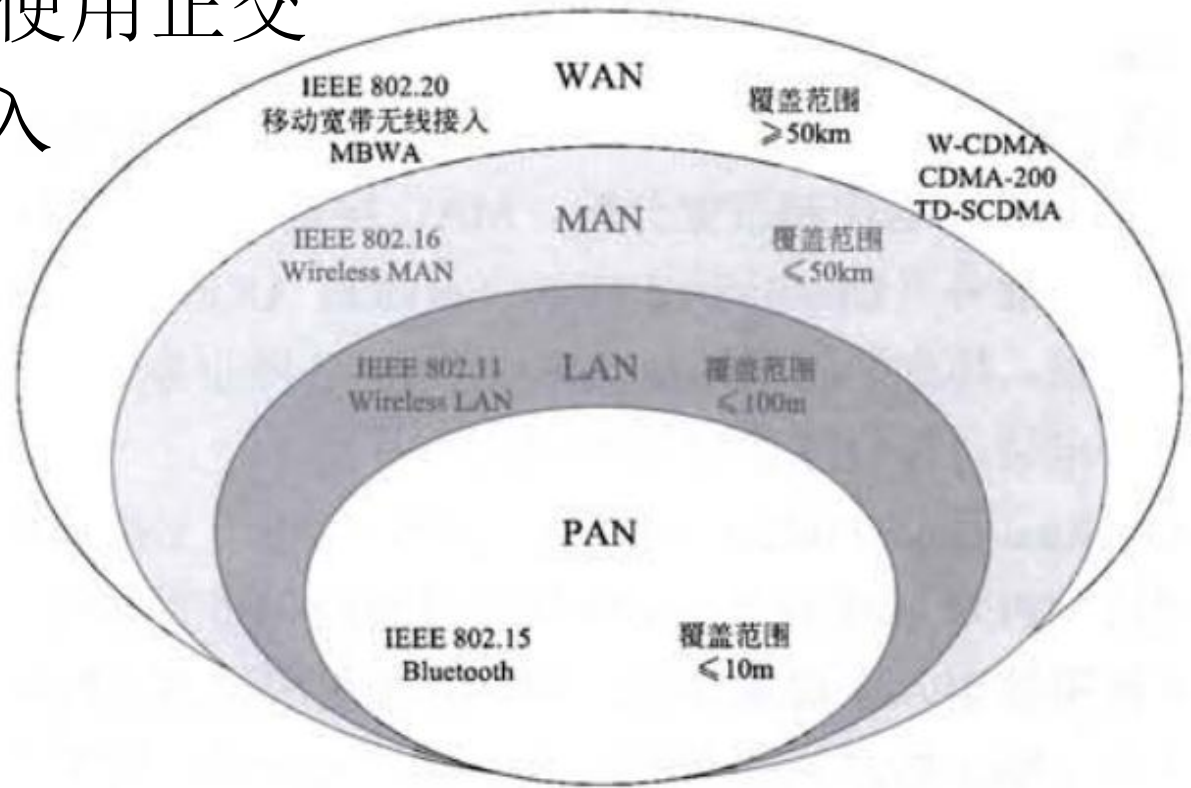 使用正交
入
WAN
IEEE 802.20
移动宽带无线接入
MBWA
覆盖范围
≥50km
W-CDMA
CDMA-200
TD-SCDMA
MAN
IEEE 802.16
Wireless MAN
覆盖范围
≤50km
LAN
IEEE 802.11
Wireless LAN
覆盖范围
≤100m
PAN
IEEE 802.15
Bluetooth
覆盖范围
≤10m